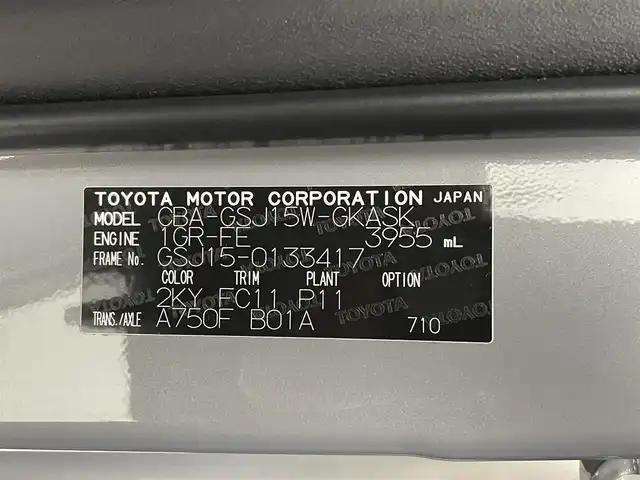 TOYOTA MOTOR CORPORATION JAPAN
MODEL CBA-GSJ15W-GKASK
ENGINE 1GR-FE 3955 mL
FRAME No. GSJ15-0133417
COLOR TRIM PLANT OPTION
2KY FC11 P11
TRANS./AXLE A750F B01A 710